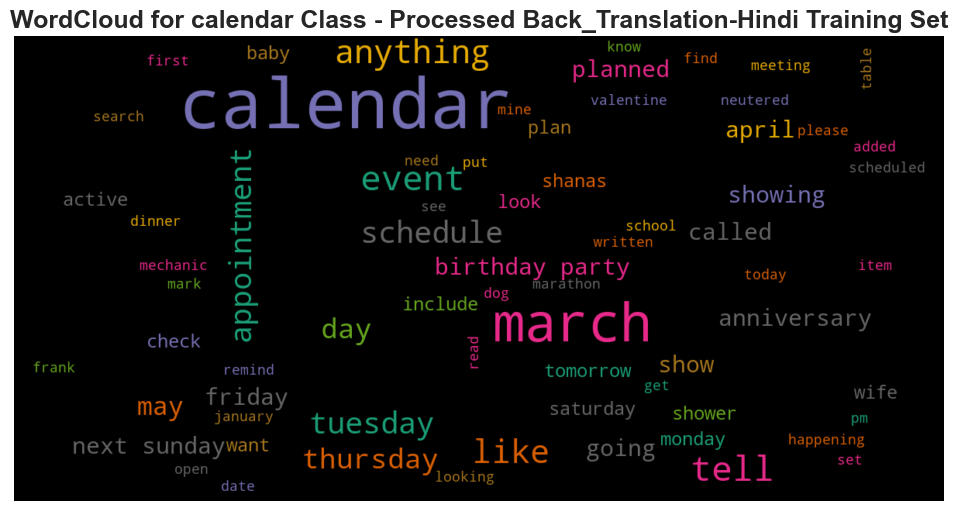 WordCloud for calendar Class - Processed Back_Translation-Hindi Training Set
first
baby
anything
know
planned
find
meeting
table
search
calendar
mine
plan
valentine
neutered
april
please
added
scheduled
active
dinner
appointment
need
put
event
see
look
shanas
showing
schedule
school
written
called
mechanic
mark
birthday party
dog
marathon
today
item
include
day
march
anniversary
check
read
frank
remind
tomorrow
show
get
wife
friday
may
january
saturday
shower
pm
tuesday
next sunday
want
thursday
like
going
monday
happening
tell
set
open
looking
date